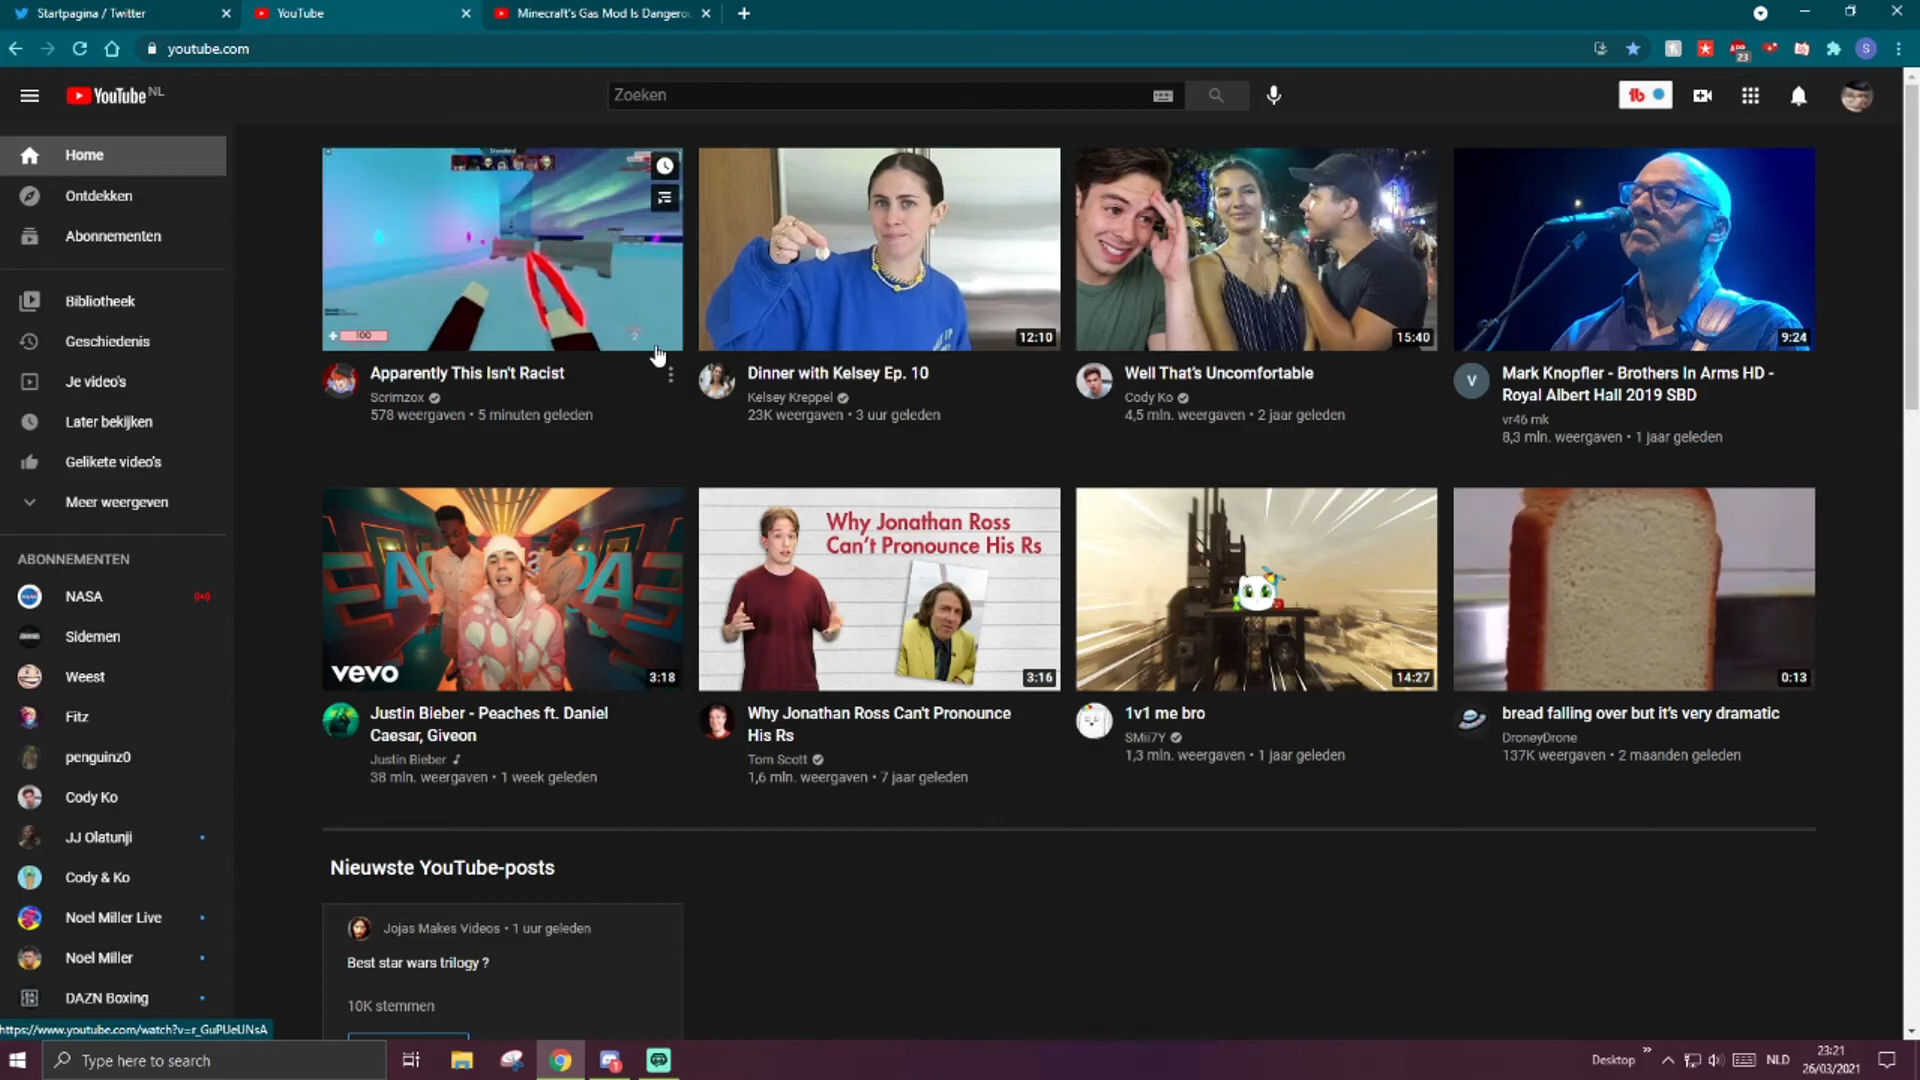 Startpagina / Twitter
YouTube
Minecraft's Gas Mod Is Dangero
youtube.com
23
S
YouTube NL
Zoeken
Home
Ontdekken
Abonnementen
Bibliotheek
Geschiedenis
Je video's
Later bekijken
Gelikete video's
Meer weergeven
ABONNEMENTEN
NASA
Sidemen
Weest
Fitz
penguinz0
Cody Ko
JJ Olatunji
Cody & Ko
Noel Miller Live
Noel Miller
DAZN Boxing
100
2
12:10
15:40
9:24
Apparently This Isn't Racist
Scrimzox
578 weergaven • 5 minuten geleden
Dinner with Kelsey Ep. 10
Kelsey Kreppel
23K weergaven • 3 uur geleden
Well That's Uncomfortable
Cody Ko
4,5 mln. weergaven • 2 jaar geleden
V
Mark Knopfler - Brothers In Arms HD -
Royal Albert Hall 2019 SBD
vr46 mk
8,3 mln. weergaven • 1 jaar geleden
vevo
3:18
Why Jonathan Ross
Can't Pronounce His Rs
3:16
14:27
0:13
Justin Bieber - Peaches ft. Daniel
Caesar, Giveon
Justin Bieber
38 mln. weergaven • 1 week geleden
Why Jonathan Ross Can't Pronounce
His Rs
Tom Scott
1,6 mln. weergaven • 7 jaar geleden
1v1 me bro
SMii7Y
1,3 mln. weergaven • 1 jaar geleden
bread falling over but it's very dramatic
DroneyDrone
137K weergaven • 2 maanden geleden
Nieuwste YouTube-posts
Jojas Makes Videos • 1 uur geleden
Best star wars trilogy ?
10K stemmen
https://www.youtube.com/watch?v=r_GuPUeUNsA
Type here to search
Desktop
NLD
23:21
26/03/2021